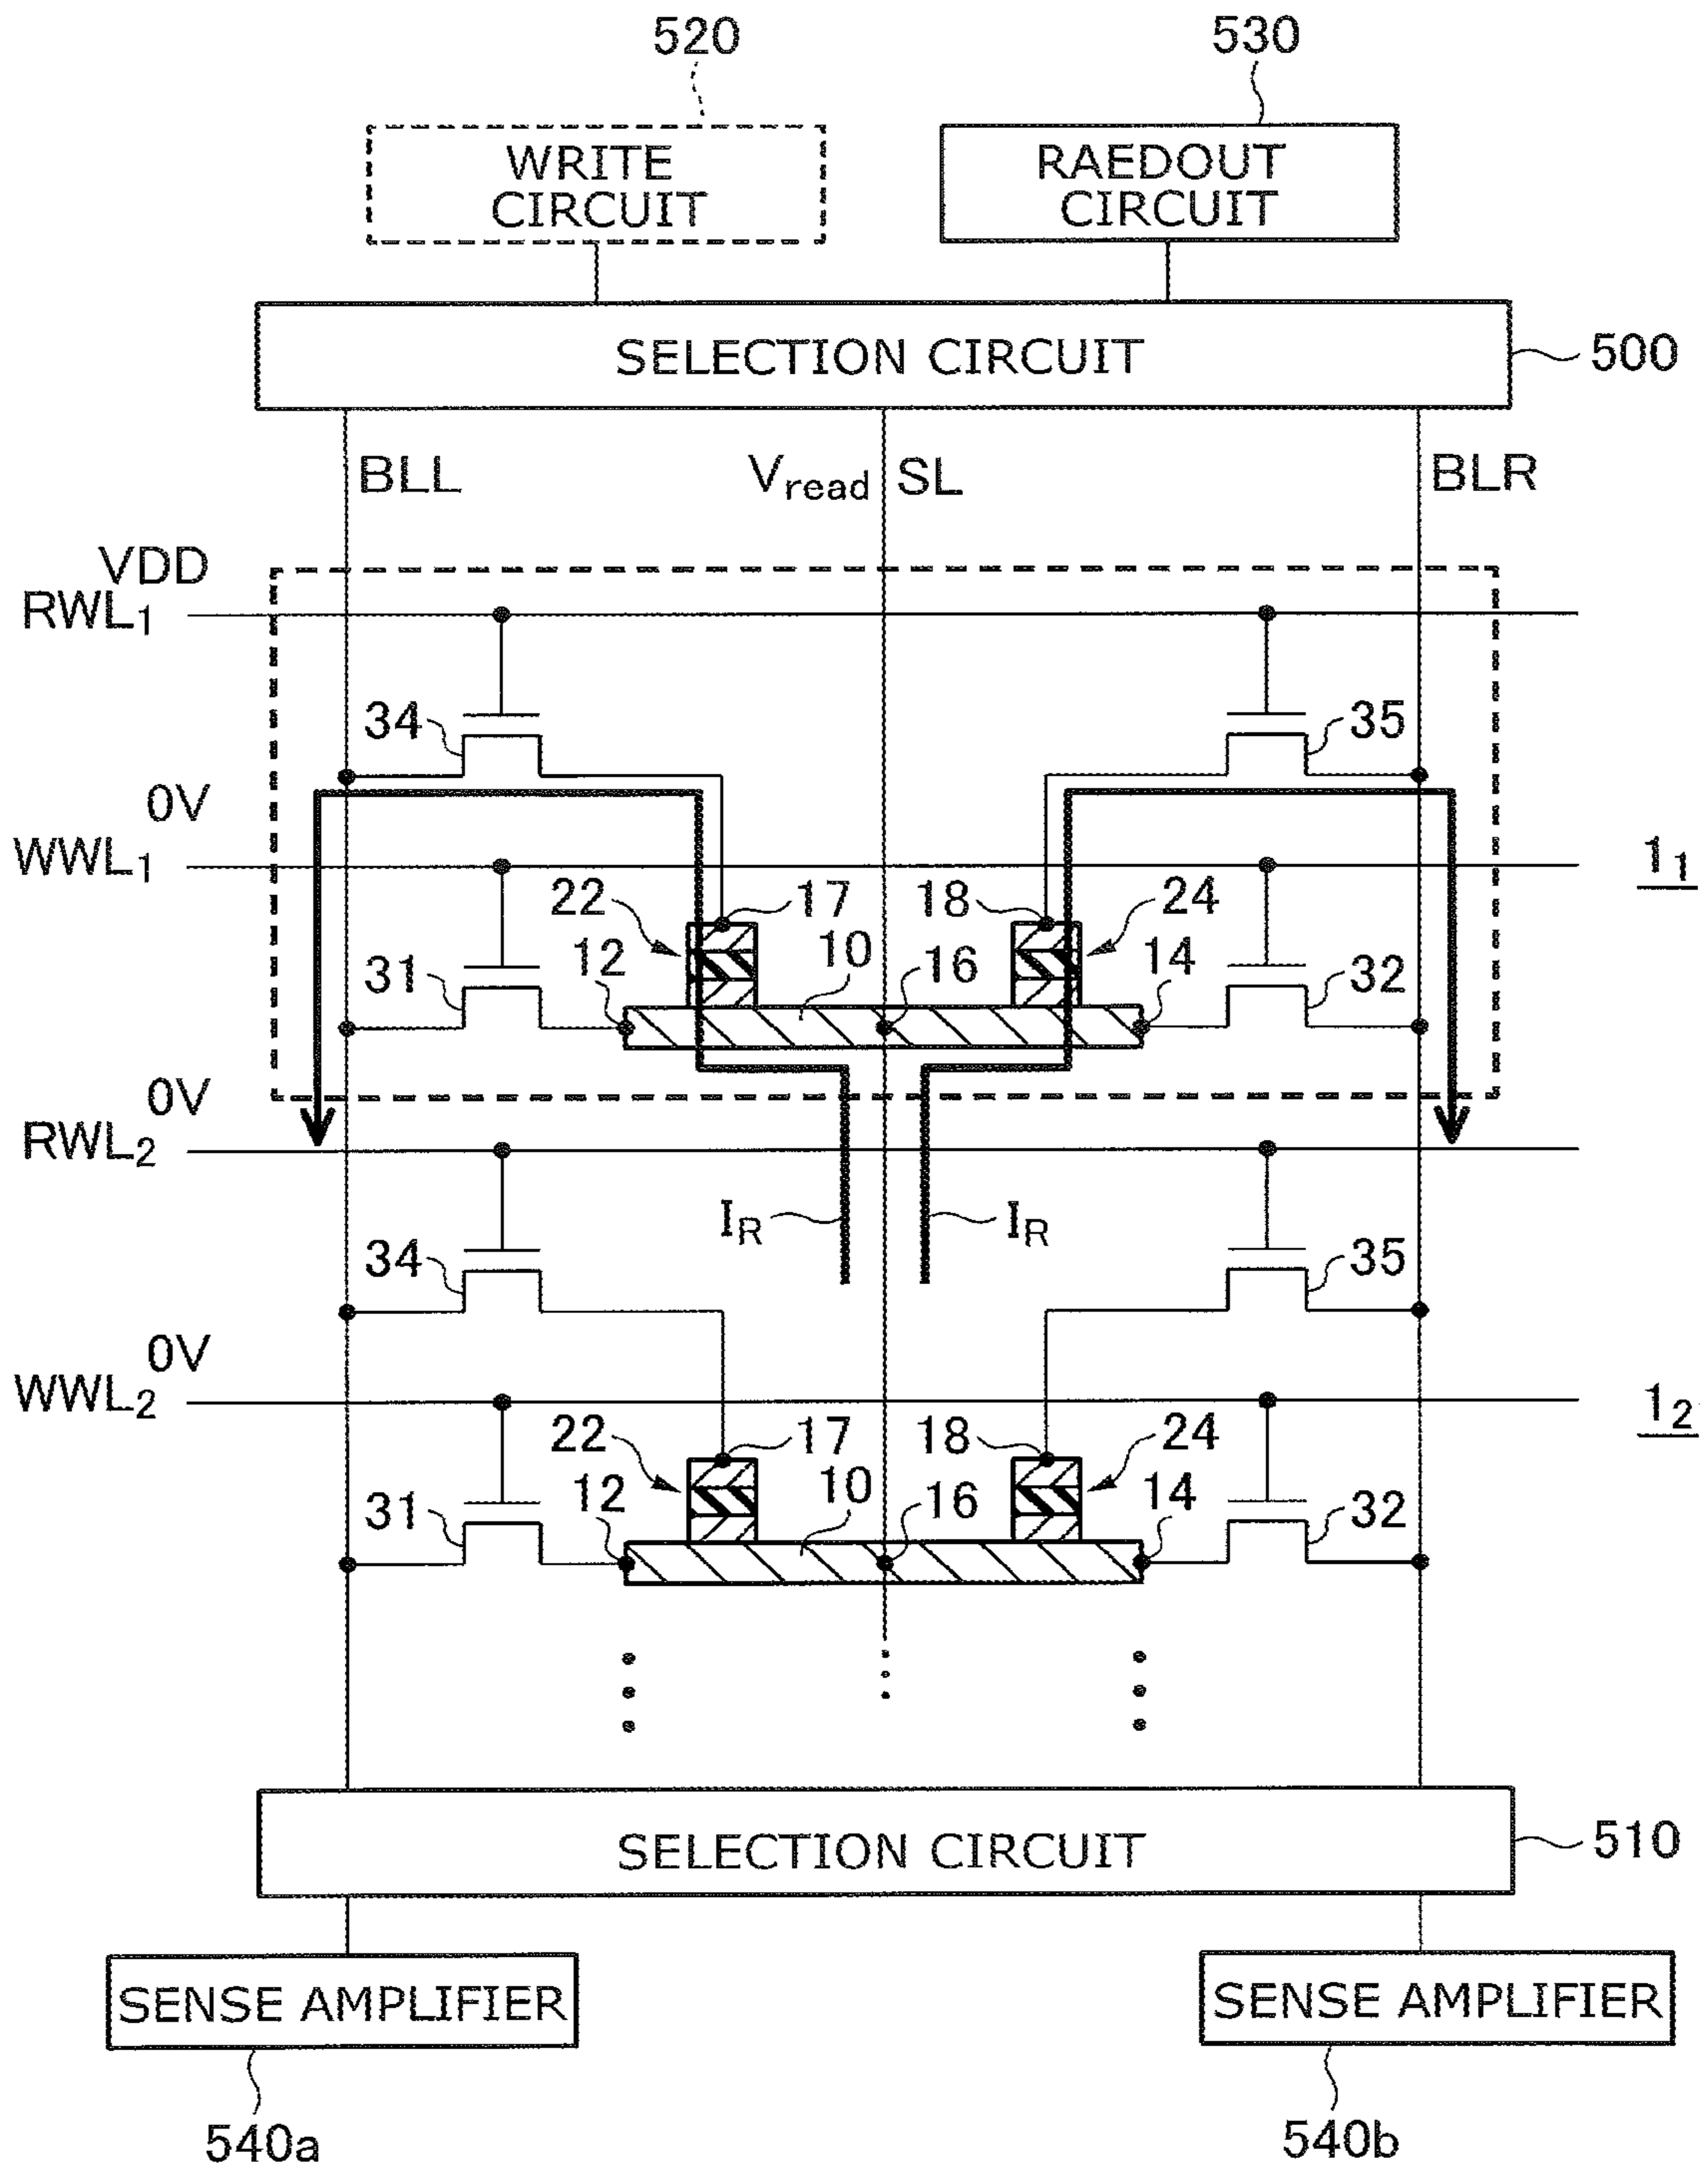 520
530
WRITE
CIRCUIT
RAEDOUT
CIRCUIT
SELECTION CIRCUIT
500
BLL
Vread
SL
BLR
VDD
RWL1
34
35
0V
WWL1
11
22
17
18
24
12
10
16
14
31
32
0V
RWL2
IR
IR
34
35
0V
WWL2
12
22
17
18
24
12
10
16
14
31
32
SELECTION CIRCUIT
510
SENSE AMPLIFIER
SENSE AMPLIFIER
540a
540b